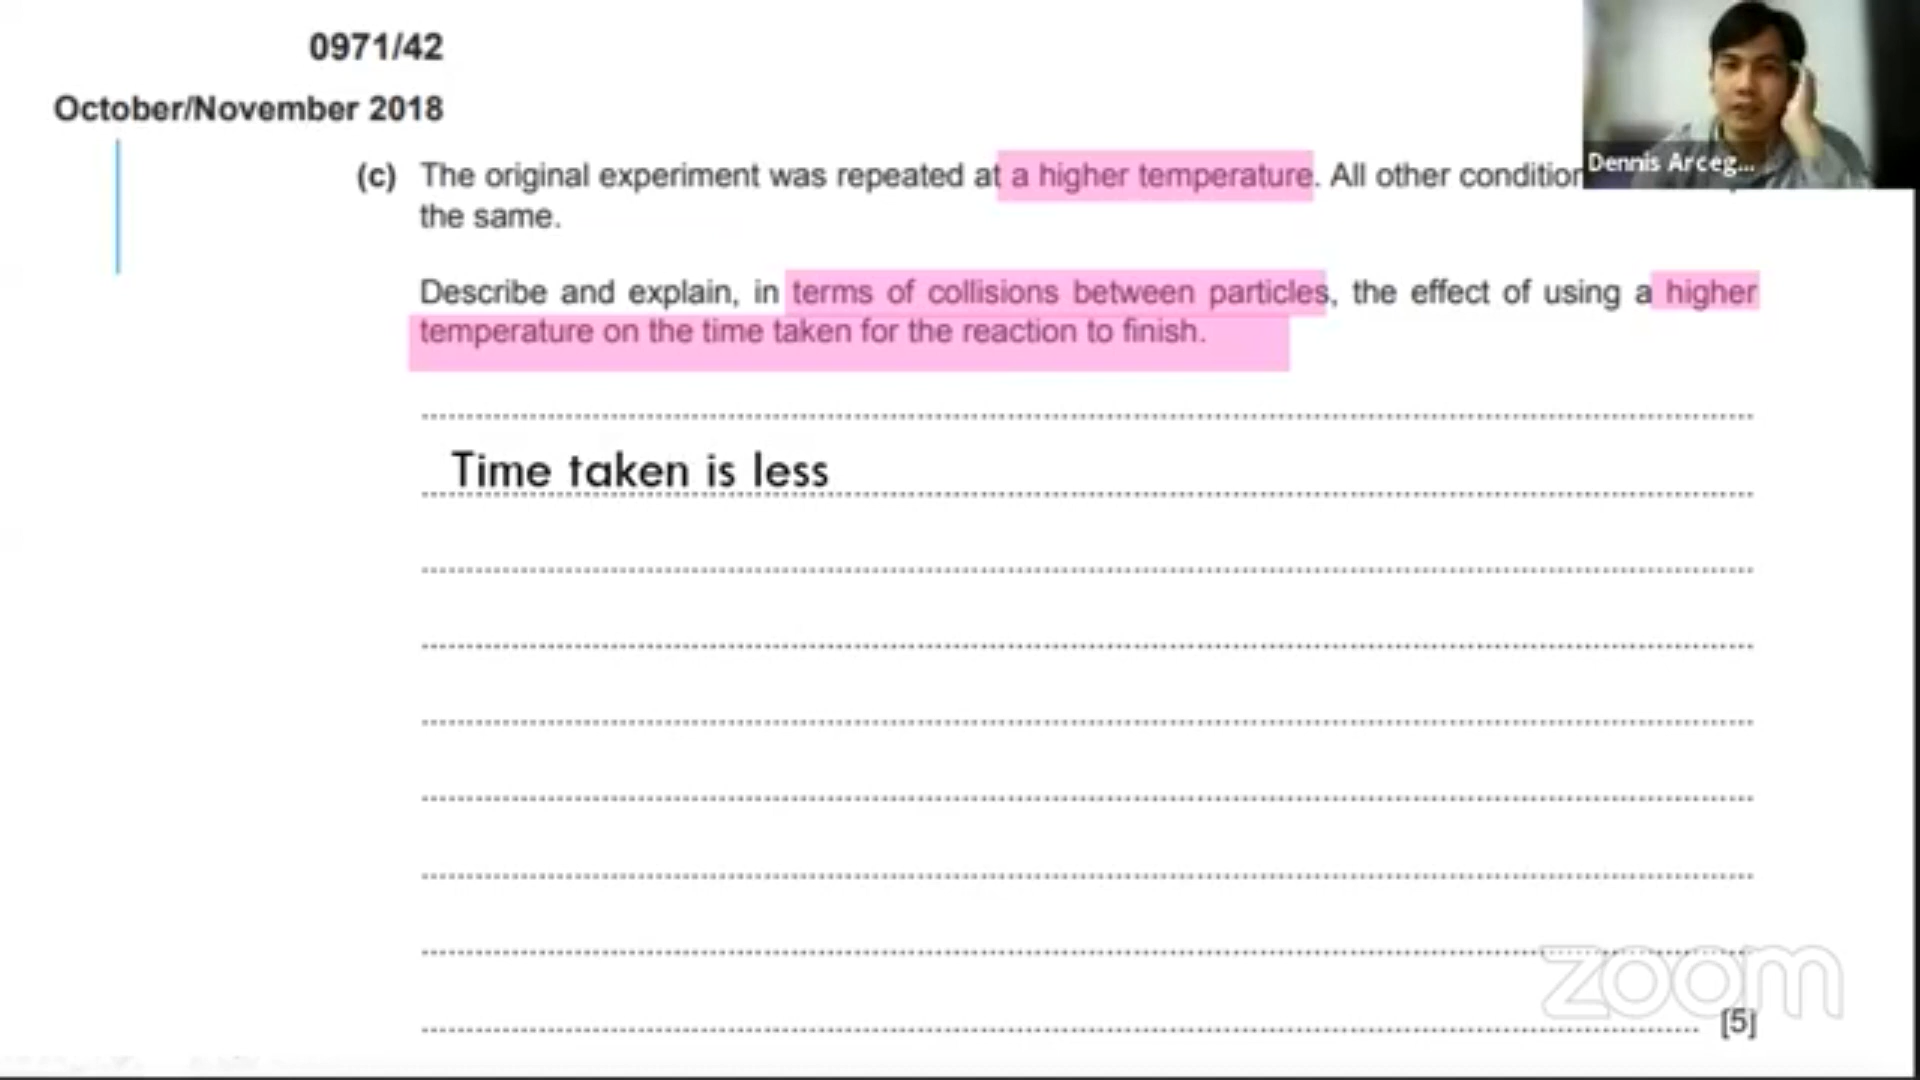 0971/42
October/November 2018
Dennis Arceg...
(c) The original experiment was repeated at a higher temperature. All other condition
the same.
Describe and explain, in terms of collisions between particles, the effect of using a higher
temperature on the time taken for the reaction to finish.
Time taken is less
zoom
[5]